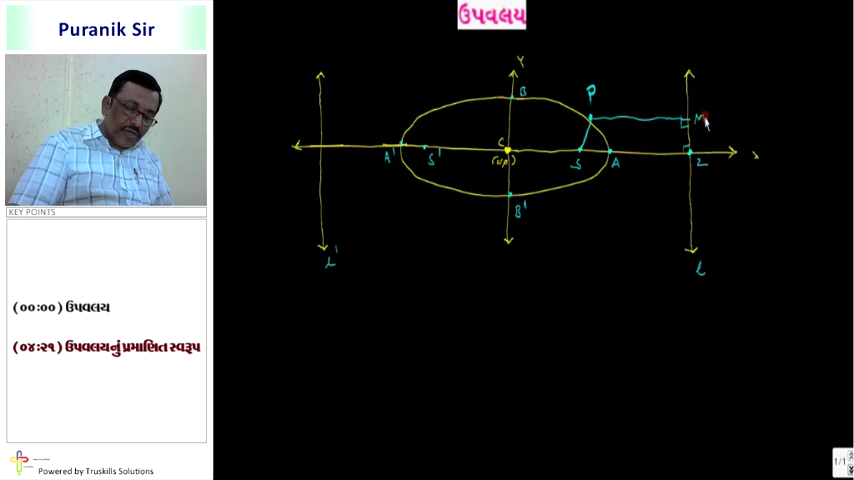 Puranik Sir
KEY POINTS
(૦૦:૦૦) ઉપવલય
(૦૪:૨૧) ઉપવલયનું પ્રમાણિત સ્વરૂપ
Powered by Truskills Solutions
ઉપવલય
Y
B
P
M
C
A'
S'
S
A
Z
x
B'
L'
l
1/1